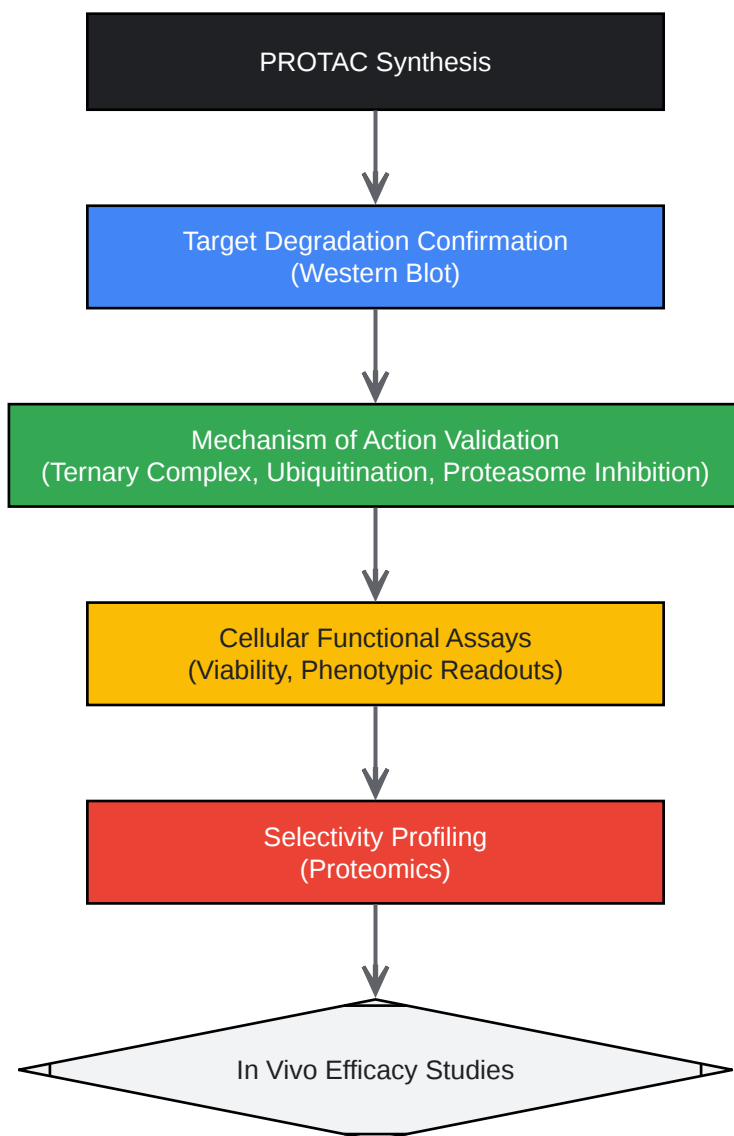 PROTAC Synthesis
Target Degradation Confirmation
(Western Blot)
Mechanism of Action Validation
(Ternary Complex, Ubiquitination, Proteasome Inhibition)
Cellular Functional Assays
(Viability, Phenotypic Readouts)
Selectivity Profiling
(Proteomics)
In Vivo Efficacy Studies